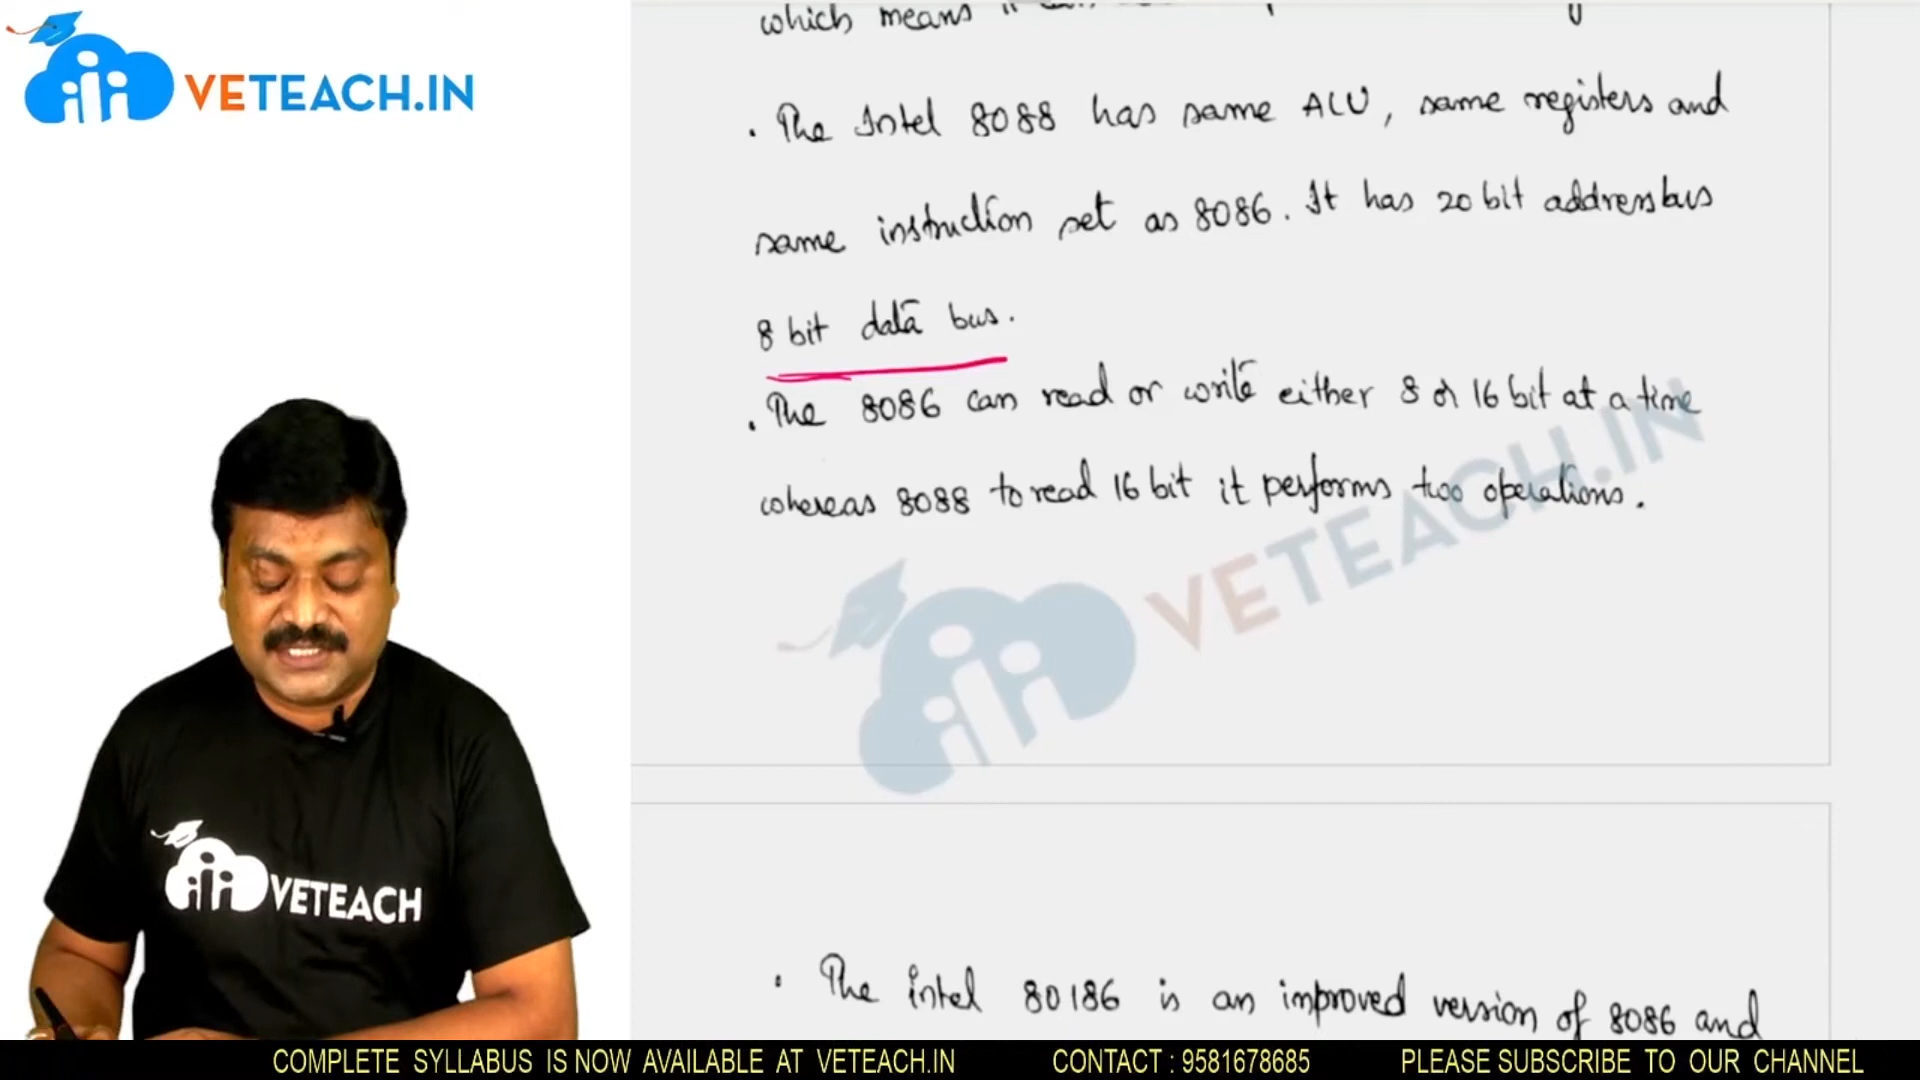 VETEACH.IN
which means it can
. The Intel 8088 has same ALU, same registers and
same instruction set as 8086. It has 20 bit address bus
8 bit data bus.
. The 8086 can read or write either 8 or 16 bit at a time
whereas 8088 to read 16 bit it performs two operations.
VETEACH.IN
VETEACH
. The intel 80186 is an improved version of 8086 and
COMPLETE SYLLABUS IS NOW AVAILABLE AT VETEACH.IN CONTACT : 9581678685 PLEASE SUBSCRIBE TO OUR CHANNEL